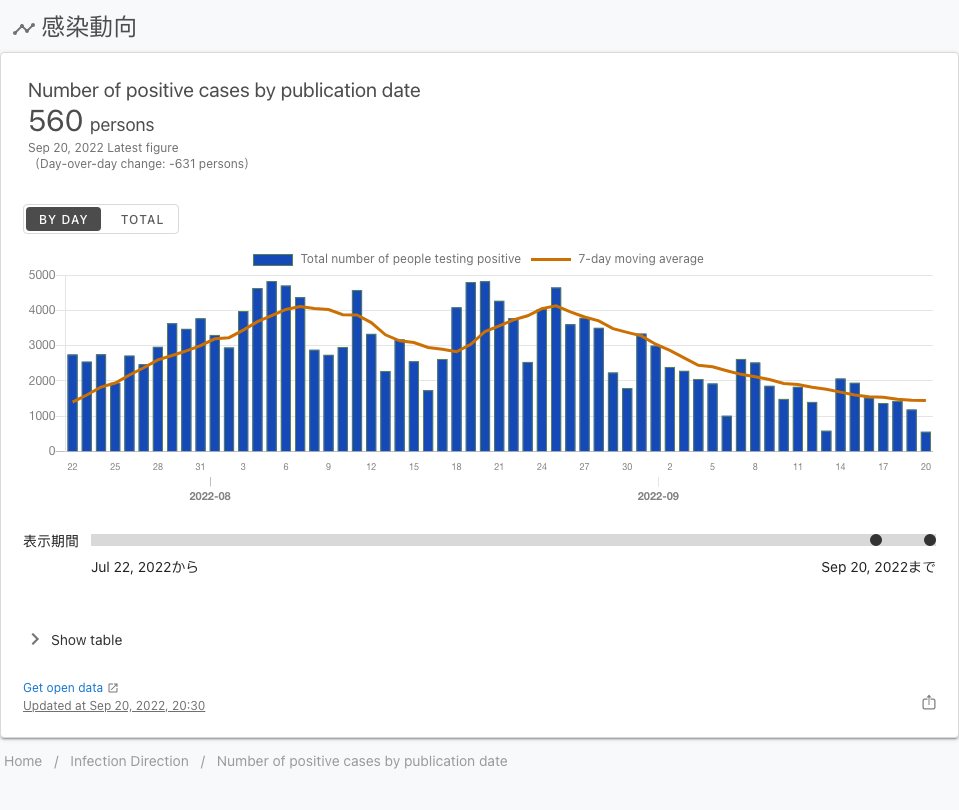 感染動向
Number of positive cases by publication date
560 persons
Sep 20, 2022 Latest figure
(Day-over-day change: -631 persons)
BY DAY TOTAL
Total number of people testing positive 7-day moving average
5000
4000
3000
2000
1000
0
22 25 28 31 3 6 9 12 15 18 21 24 27 30 2 5 8 11 14 17 20
2022-08 2022-09
表示期間
Jul 22, 2022から Sep 20, 2022まで
Show table
Get open data
Updated at Sep 20, 2022, 20:30
Home / Infection Direction / Number of positive cases by publication date